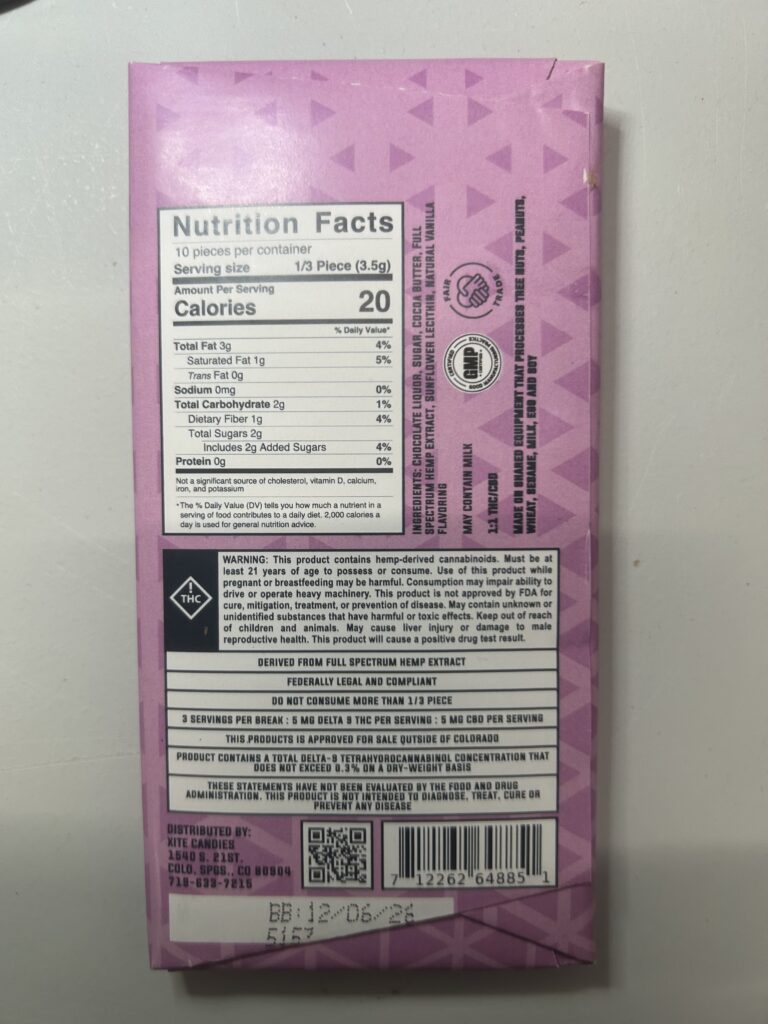 Nutrition Facts
10 pieces per container
Serving size 1/3 Piece (3.5g)
Amount Per Serving
Calories 20
% Daily Value*
Total Fat 3g 4%
Saturated Fat 1g 5%
Trans Fat 0g
Sodium 0mg 0%
Total Carbohydrate 2g 1%
Dietary Fiber 1g 4%
Total Sugars 2g
Includes 2g Added Sugars 4%
Protein 0g 0%
Not a significant source of cholesterol, vitamin D, calcium,
iron, and potassium
*The % Daily Value (DV) tells you how much a nutrient in a
serving of food contributes to a daily diet. 2,000 calories a
day is used for general nutrition advice.
INGREDIENTS: CHOCOLATE LIQUOR, SUGAR, COCOA BUTTER, FULL
SPECTRUM HEMP EXTRACT, SUNFLOWER LECITHIN, NATURAL VANILLA
FLAVORING
FAIR TRADE
CERTIFIED
GMP
GOOD MANUFACTURING PRACTICE
MAY CONTAIN MILK
1:1 THC/CBD
MADE ON SHARED EQUIPMENT THAT PROCESSES TREE NUTS, PEANUTS,
WHEAT, SESAME, MILK, EGG AND SOY
!
THC
WARNING: This product contains hemp-derived cannabinoids. Must be at
least 21 years of age to possess or consume. Use of this product while
pregnant or breastfeeding may be harmful. Consumption may impair ability to
drive or operate heavy machinery. This product is not approved by FDA for
cure, mitigation, treatment, or prevention of disease. May contain unknown or
unidentified substances that have harmful or toxic effects. Keep out of reach
of children and animals. May cause liver injury or damage to male
reproductive health. This product will cause a positive drug test result.
DERIVED FROM FULL SPECTRUM HEMP EXTRACT
FEDERALLY LEGAL AND COMPLIANT
DO NOT CONSUME MORE THAN 1/3 PIECE
3 SERVINGS PER BREAK : 5 MG DELTA 9 THC PER SERVING : 5 MG CBD PER SERVING
THIS PRODUCTS IS APPROVED FOR SALE OUTSIDE OF COLORADO
PRODUCT CONTAINS A TOTAL DELTA-9 TETRAHYDROCANNABINOL CONCENTRATION THAT
DOES NOT EXCEED 0.3% ON A DRY-WEIGHT BASIS
THESE STATEMENTS HAVE NOT BEEN EVALUATED BY THE FOOD AND DRUG
ADMINISTRATION. THIS PRODUCT IS NOT INTENDED TO DIAGNOSE, TREAT, CURE OR
PREVENT ANY DISEASE
DISTRIBUTED BY:
XITE CANDIES
1540 S. 21ST,
COLO. SPGS., CO 80904
719-633-7215
7 12262 64885 1
BB:12/06/26
5157